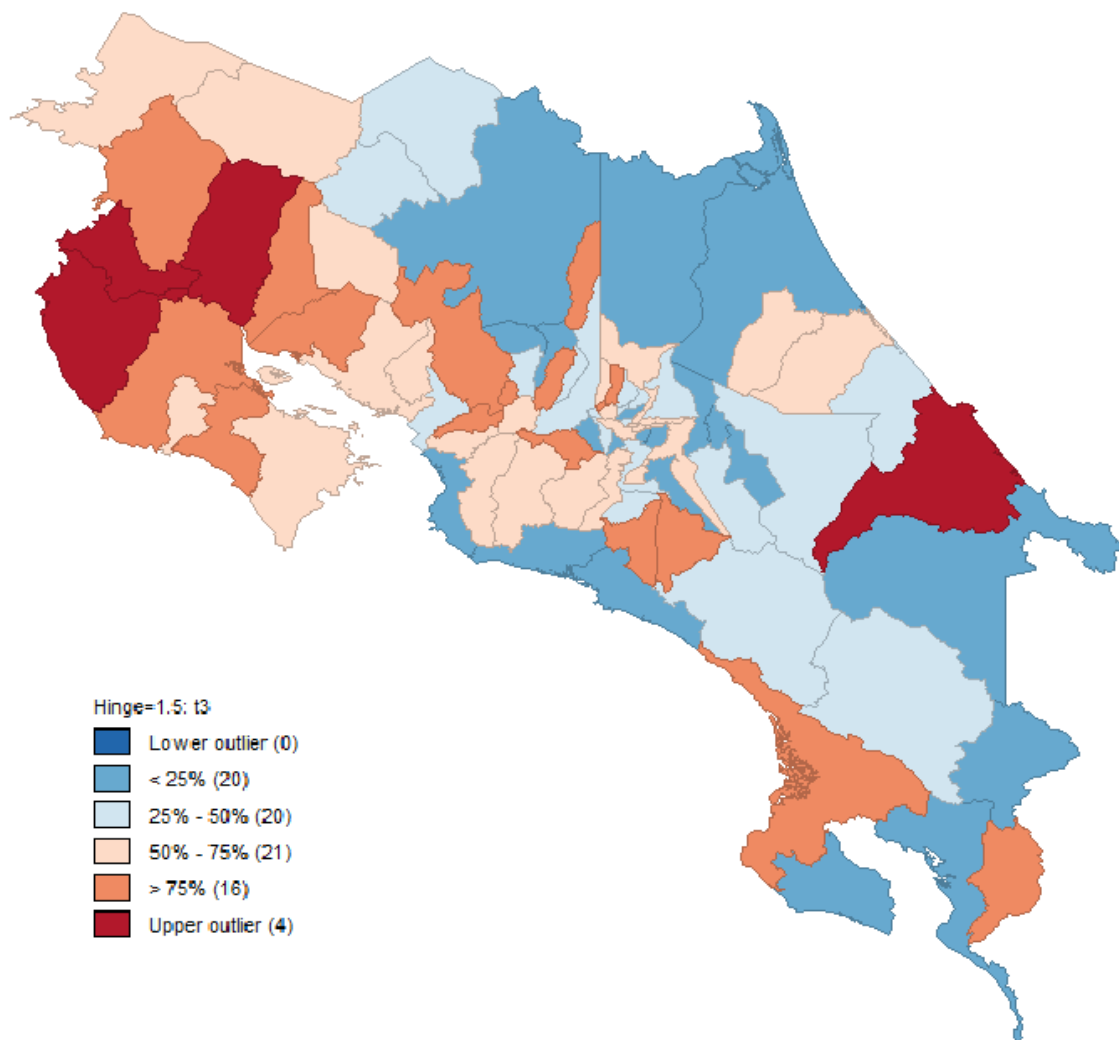 Hinge=1.5: t3
Lower outlier (0)
< 25% (20)
25% - 50% (20)
50% - 75% (21)
> 75% (16)
Upper outlier (4)